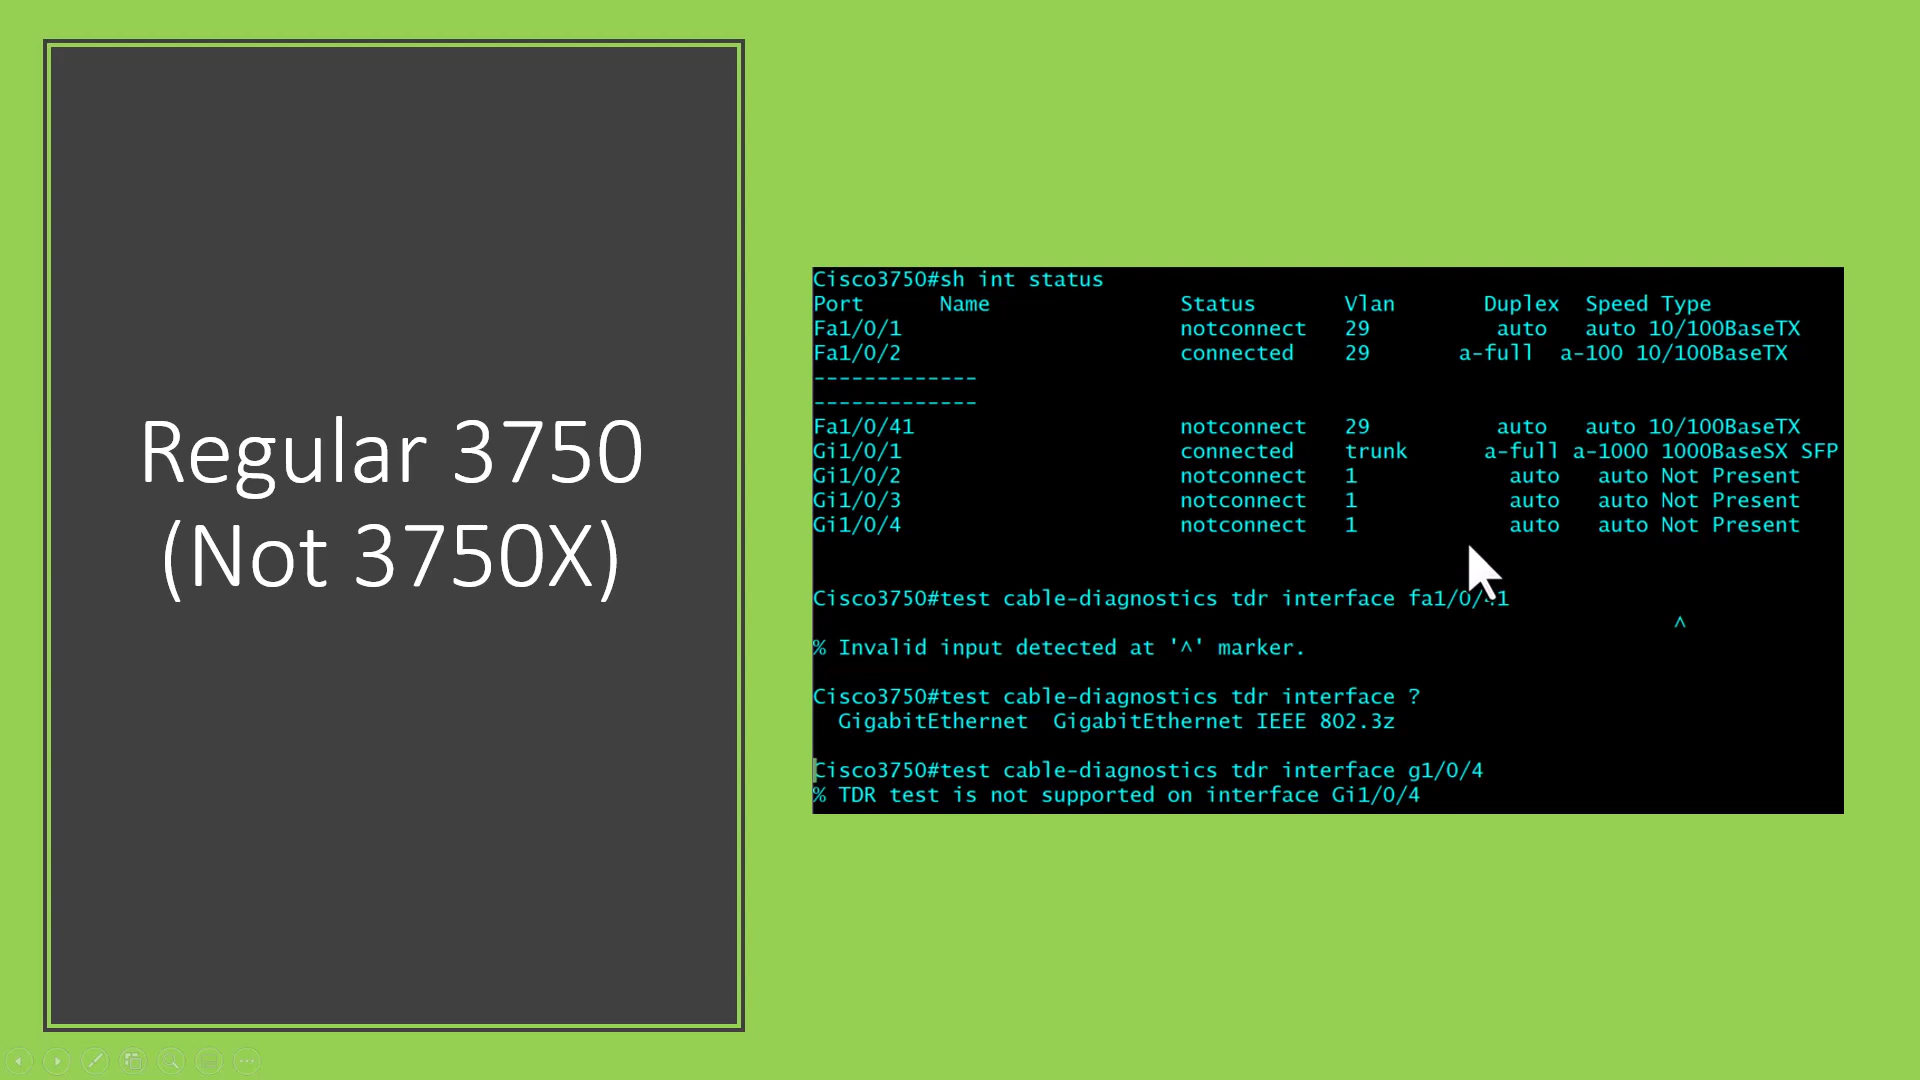 Regular 3750
(Not 3750X)
Cisco3750#sh int status
Port Name Status Vlan Duplex Speed Type
Fa1/0/1 notconnect 29 auto auto 10/100BaseTX
Fa1/0/2 connected 29 a-full a-100 10/100BaseTX
-------------
-------------
Fa1/0/41 notconnect 29 auto auto 10/100BaseTX
Gi1/0/1 connected trunk a-full a-1000 1000BaseSX SFP
Gi1/0/2 notconnect 1 auto auto Not Present
Gi1/0/3 notconnect 1 auto auto Not Present
Gi1/0/4 notconnect 1 auto auto Not Present
Cisco3750#test cable-diagnostics tdr interface fa1/0/41
^
% Invalid input detected at '^' marker.
Cisco3750#test cable-diagnostics tdr interface ?
GigabitEthernet GigabitEthernet IEEE 802.3z
Cisco3750#test cable-diagnostics tdr interface g1/0/4
% TDR test is not supported on interface Gi1/0/4